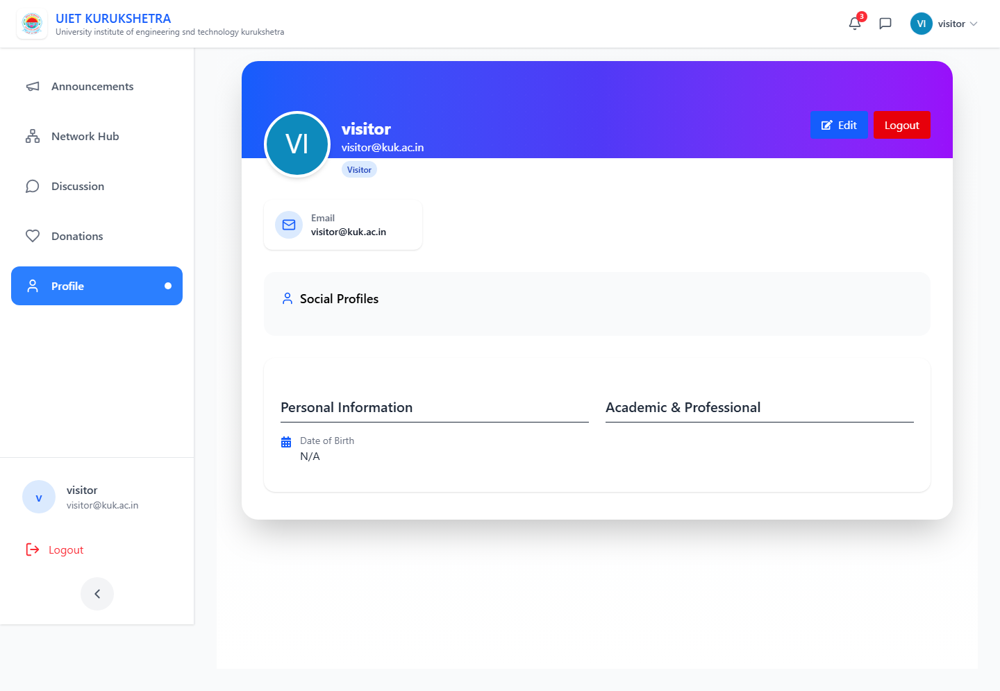 UIET KURUKSHETRA
University institute of engineering snd technology kurukshetra
3
VI
visitor
Announcements
Network Hub
Discussion
Donations
Profile
v
visitor
visitor@kuk.ac.in
Logout
VI
visitor
visitor@kuk.ac.in
Visitor
Edit
Logout
Email
visitor@kuk.ac.in
Social Profiles
Personal Information
Date of Birth
N/A
Academic & Professional